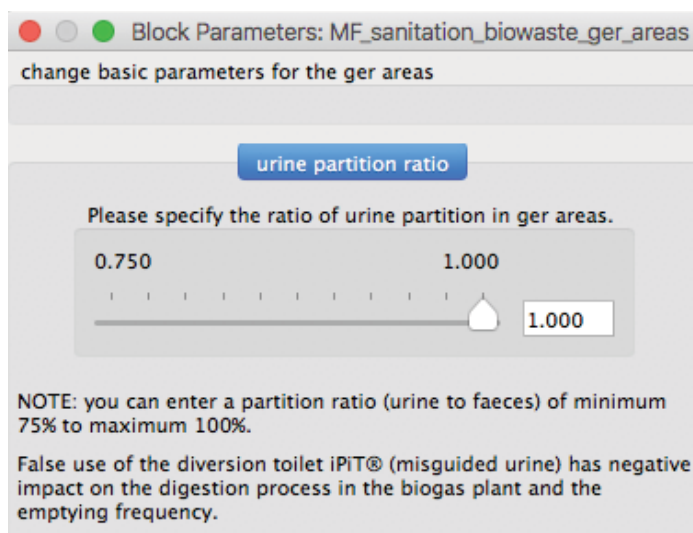 Block Parameters: MF_sanitation_biowaste_ger_areas
change basic parameters for the ger areas
urine partition ratio
Please specify the ratio of urine partition in ger areas.
0.750 1.000
1.000
NOTE: you can enter a partition ratio (urine to faeces) of minimum
75% to maximum 100%.
False use of the diversion toilet iPiT® (misguided urine) has negative
impact on the digestion process in the biogas plant and the
emptying frequency.